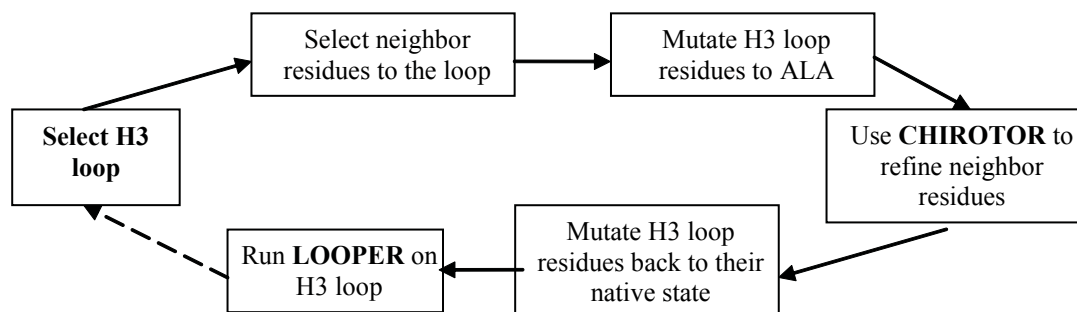 Select H3
loop
Select neighbor
residues to the loop
Mutate H3 loop
residues to ALA
Use CHIROTOR to
refine neighbor
residues
Mutate H3 loop
residues back to their
native state
Run LOOPER on
H3 loop